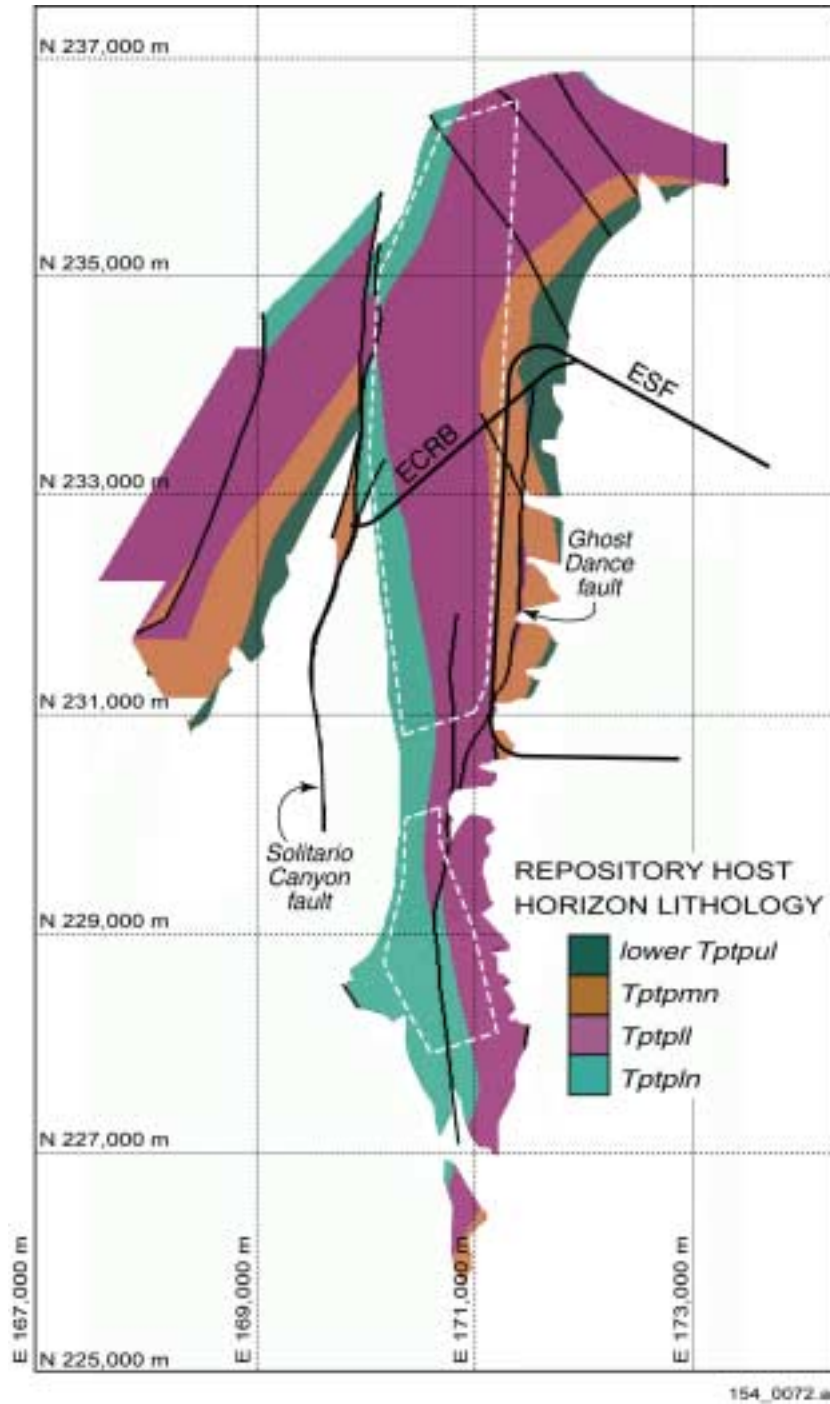 N 237,000 m
N 235,000 m
ESF
ECRB
N 233,000 m
Ghost
Dance
fault
N 231,000 m
Solitario
Canyon
fault
REPOSITORY HOST
HORIZON LITHOLOGY
N 229,000 m
lower Tptpul
Tptpmn
Tptpll
Tptpln
N 227,000 m
E 167,000 m
E 169,000 m
E 171,000 m
E 173,000 m
N 225,000 m
154_0072.a